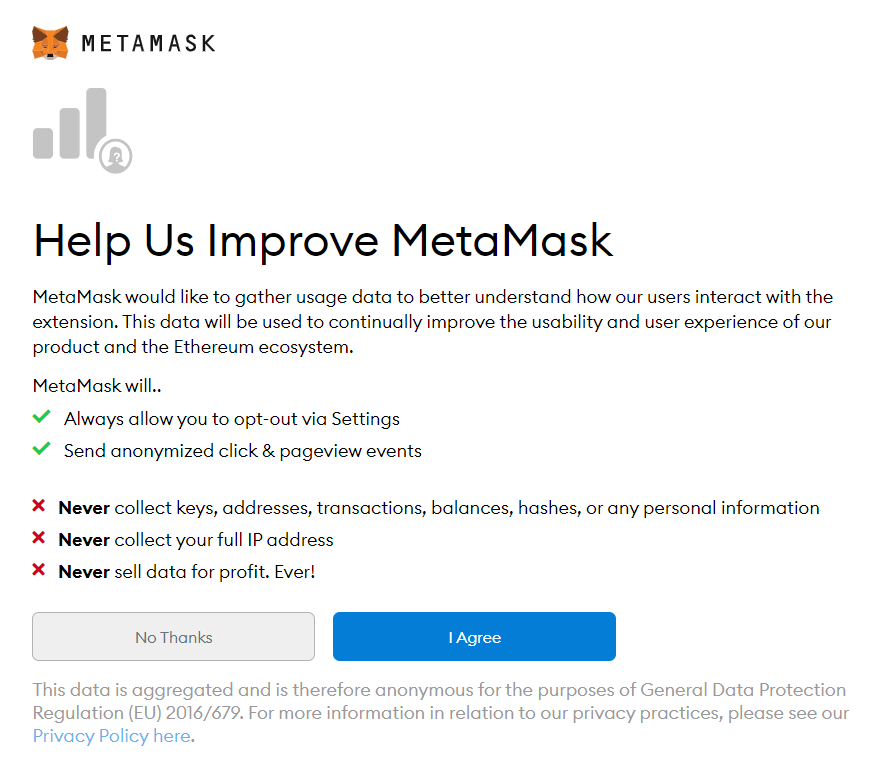 METAMASK
?
Help Us Improve MetaMask
MetaMask would like to gather usage data to better understand how our users interact with the
extension. This data will be used to continually improve the usability and user experience of our
product and the Ethereum ecosystem.
MetaMask will..
Always allow you to opt-out via Settings
Send anonymized click & pageview events
Never collect keys, addresses, transactions, balances, hashes, or any personal information
Never collect your full IP address
Never sell data for profit. Ever!
No Thanks
I Agree
This data is aggregated and is therefore anonymous for the purposes of General Data Protection
Regulation (EU) 2016/679. For more information in relation to our privacy practices, please see our
Privacy Policy here.